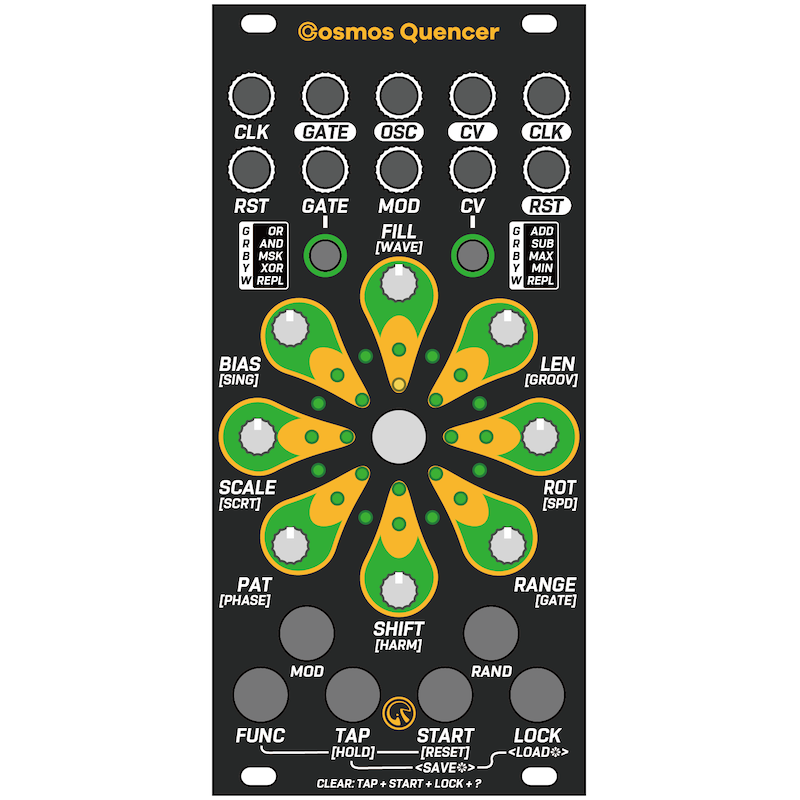 Cosmos Quencer
CLK GATE OSC CV CLK
RST GATE MOD CV RST
G OR
R AND
B MSK
Y XOR
W REPL
FILL
[WAVE]
G ADD
R SUB
B MAX
Y MIN
W REPL
BIAS
[SING]
LEN
[GROOV]
SCALE
[SCRT]
ROT
[SPD]
PAT
[PHASE]
RANGE
[GATE]
SHIFT
[HARM]
MOD RAND
FUNC TAP START LOCK
[HOLD] [RESET] <LOAD❊>
<SAVE❊>
CLEAR: TAP + START + LOCK + ?